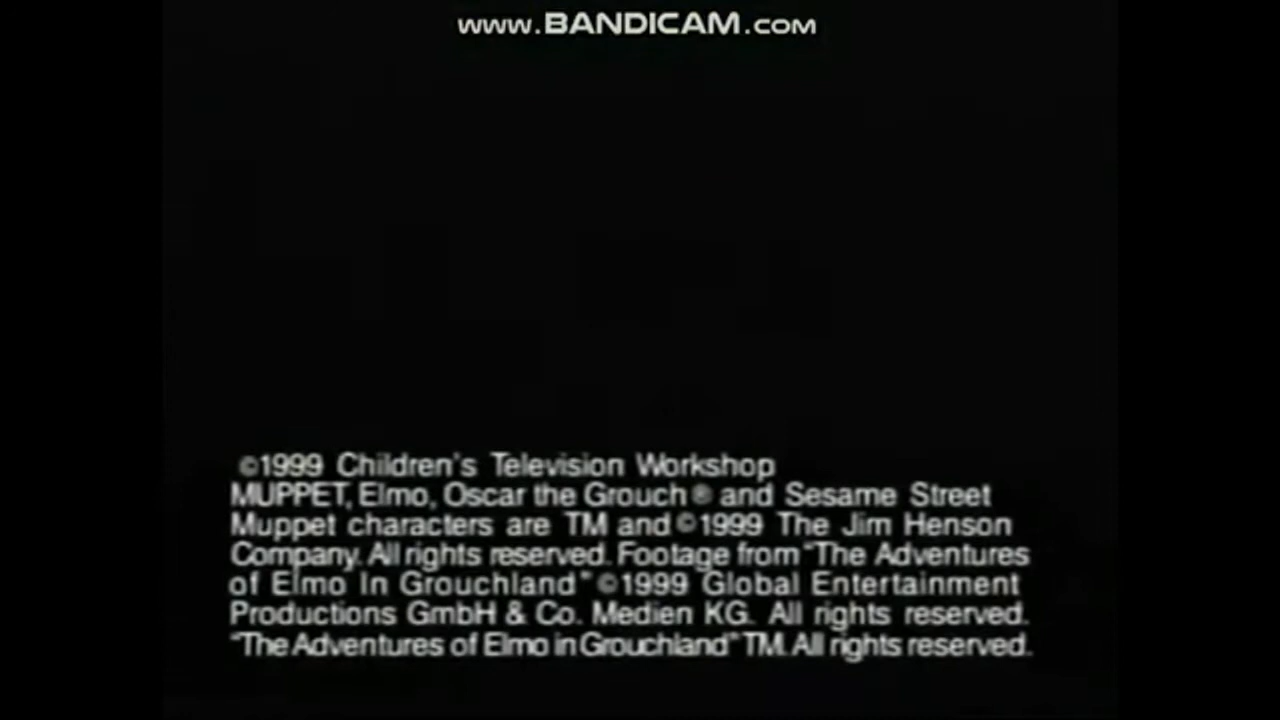 www.BANDICAM.com
©1999 Children's Television Workshop
MUPPET, Elmo, Oscar the Grouch ® and Sesame Street
Muppet characters are TM and ©1999 The Jim Henson
Company. All rights reserved. Footage from "The Adventures
of Elmo In Grouchland" ©1999 Global Entertainment
Productions GmbH & Co. Medien KG. All rights reserved.
"The Adventures of Elmo in Grouchland" TM. All rights reserved.